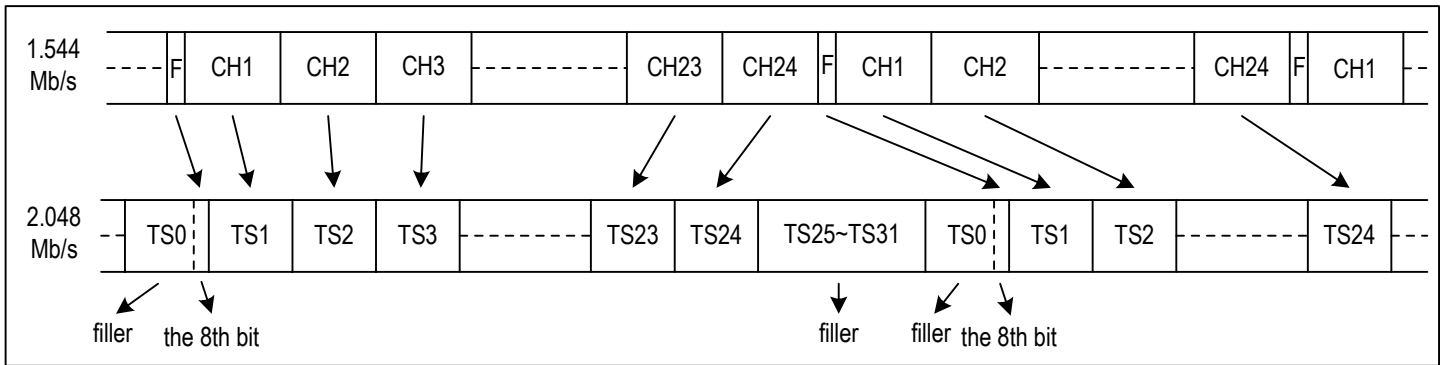 1.544 Mb/s
F CH1 CH2 CH3 CH23 CH24 F CH1 CH2 CH24 F CH1
2.048 Mb/s
TS0 TS1 TS2 TS3 TS23 TS24 TS25~TS31 TS0 TS1 TS2 TS24
filler the 8th bit filler filler the 8th bit